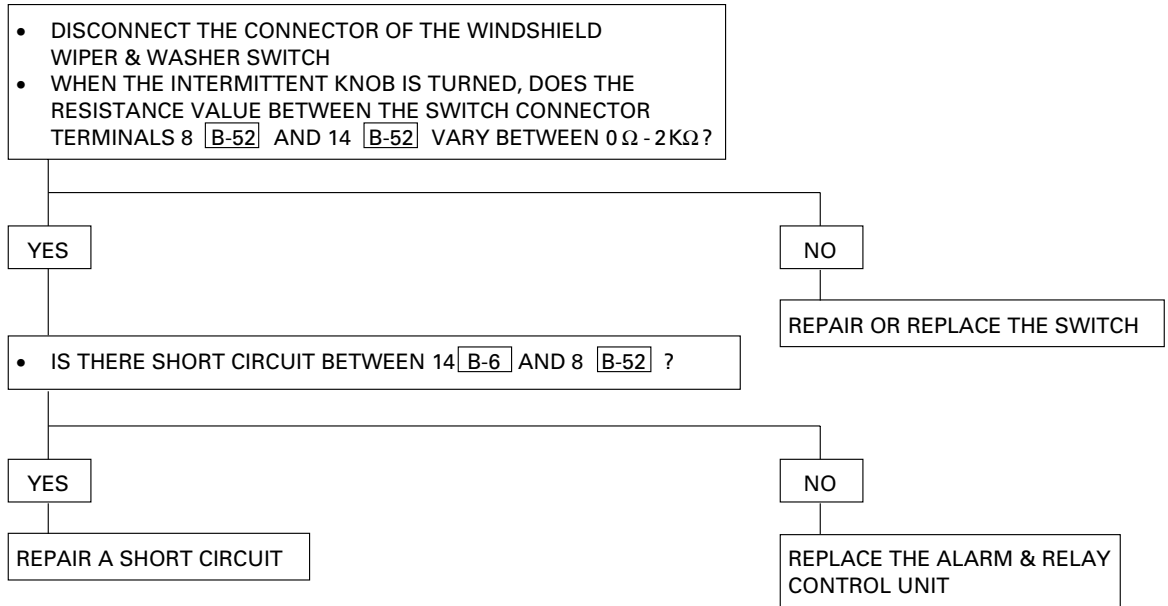 • DISCONNECT THE CONNECTOR OF THE WINDSHIELD
WIPER & WASHER SWITCH
• WHEN THE INTERMITTENT KNOB IS TURNED, DOES THE
RESISTANCE VALUE BETWEEN THE SWITCH CONNECTOR
TERMINALS 8 B-52 AND 14 B-52 VARY BETWEEN 0 Ω - 2KΩ?
YES
NO
REPAIR OR REPLACE THE SWITCH
• IS THERE SHORT CIRCUIT BETWEEN 14 B-6 AND 8 B-52 ?
YES
NO
REPAIR A SHORT CIRCUIT
REPLACE THE ALARM & RELAY
CONTROL UNIT